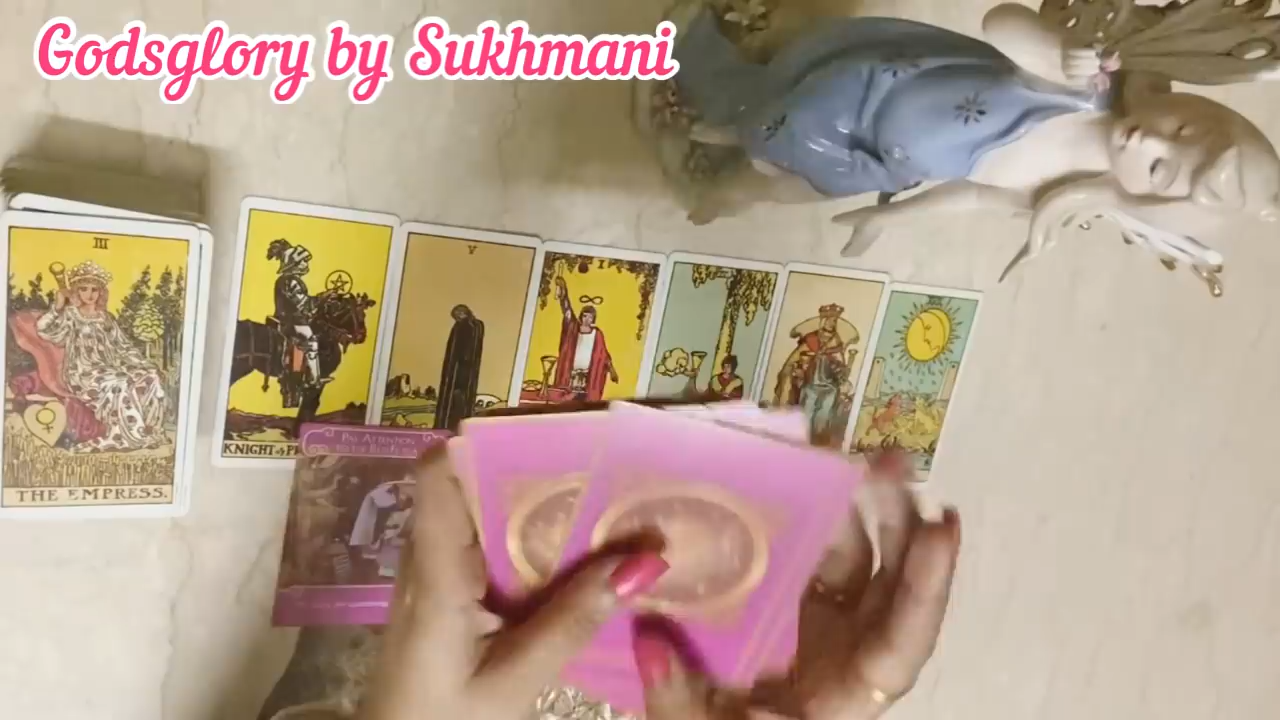 Godsglory by Sukhmani
III
V
THE EMPRESS.
KNIGHT of
PAY ATTENTION